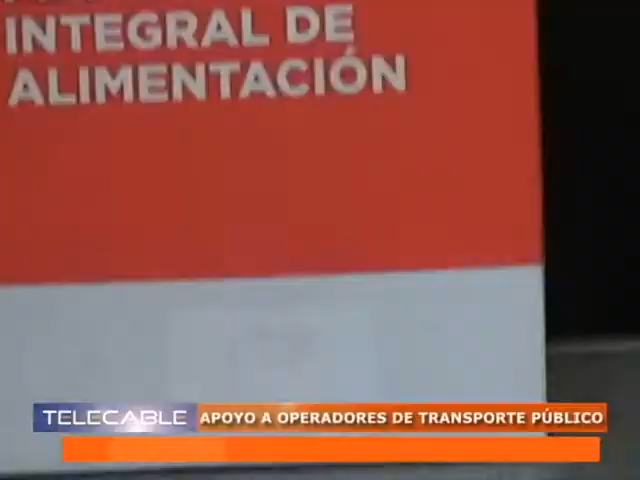 INTEGRAL DE
ALIMENTACIÓN
TELECABLE
APOYO A OPERADORES DE TRANSPORTE PÚBLICO